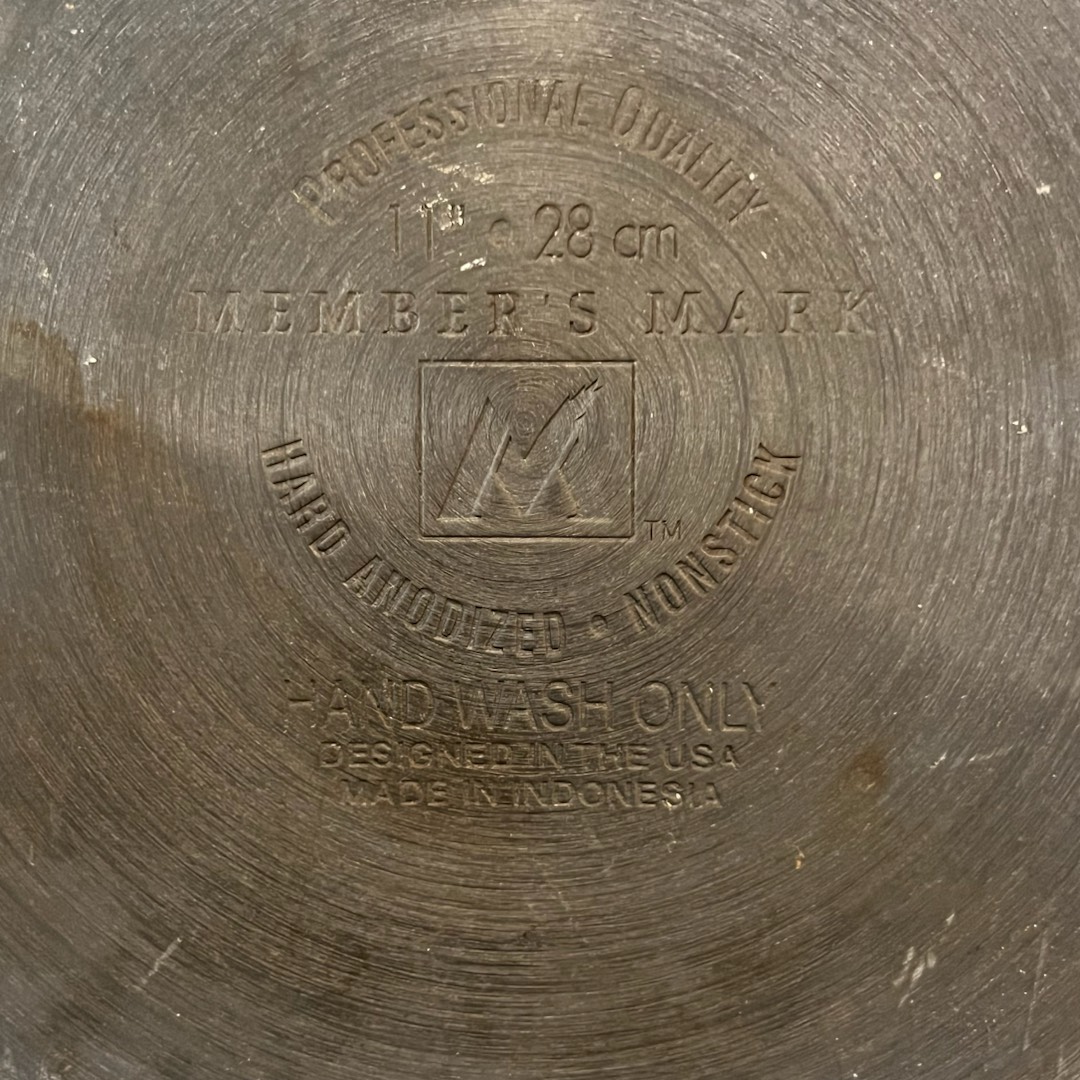 PROFESSIONAL QUALITY
11" • 28 cm
MEMBER'S MARK
M
TM
HARD ANODIZED • NONSTICK
HAND WASH ONLY
DESIGNED IN THE USA
MADE IN INDONESIA